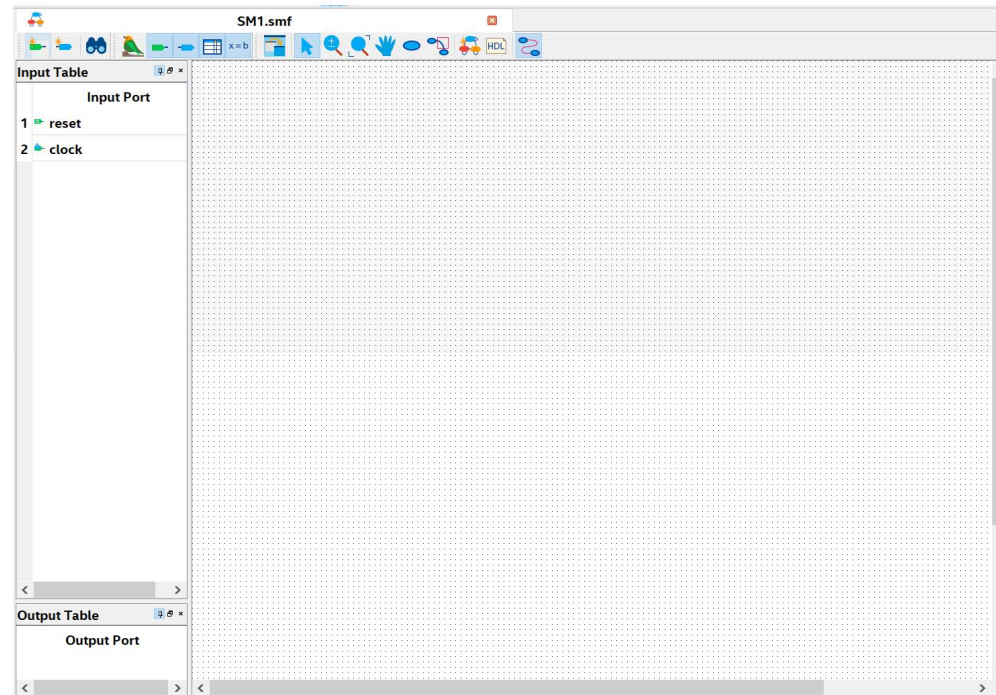 SM1.smf
x=b
HDL
Input Table
Input Port
1 reset
2 clock
Output Table
Output Port